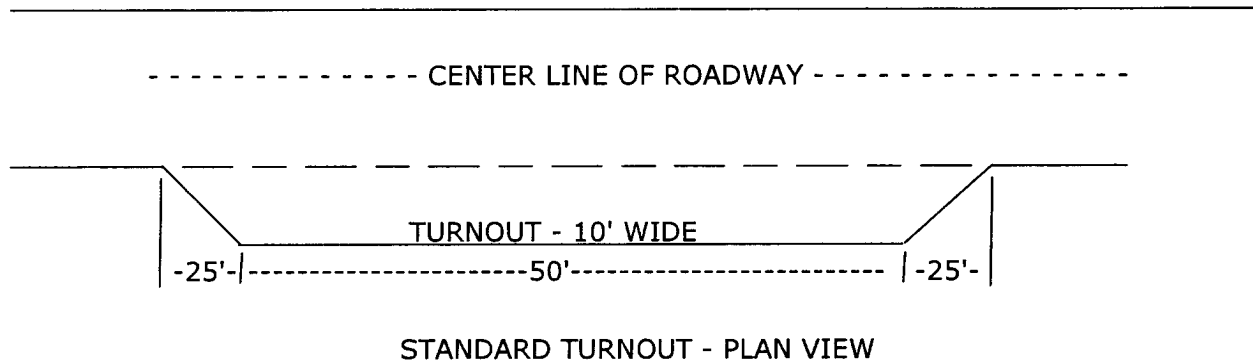 - - - - - - - - - - - - - CENTER LINE OF ROADWAY - - - - - - - - - - - - - - -
TURNOUT - 10' WIDE
-25'-|-----------------------50'------------------------- |-25'-|
STANDARD TURNOUT - PLAN VIEW